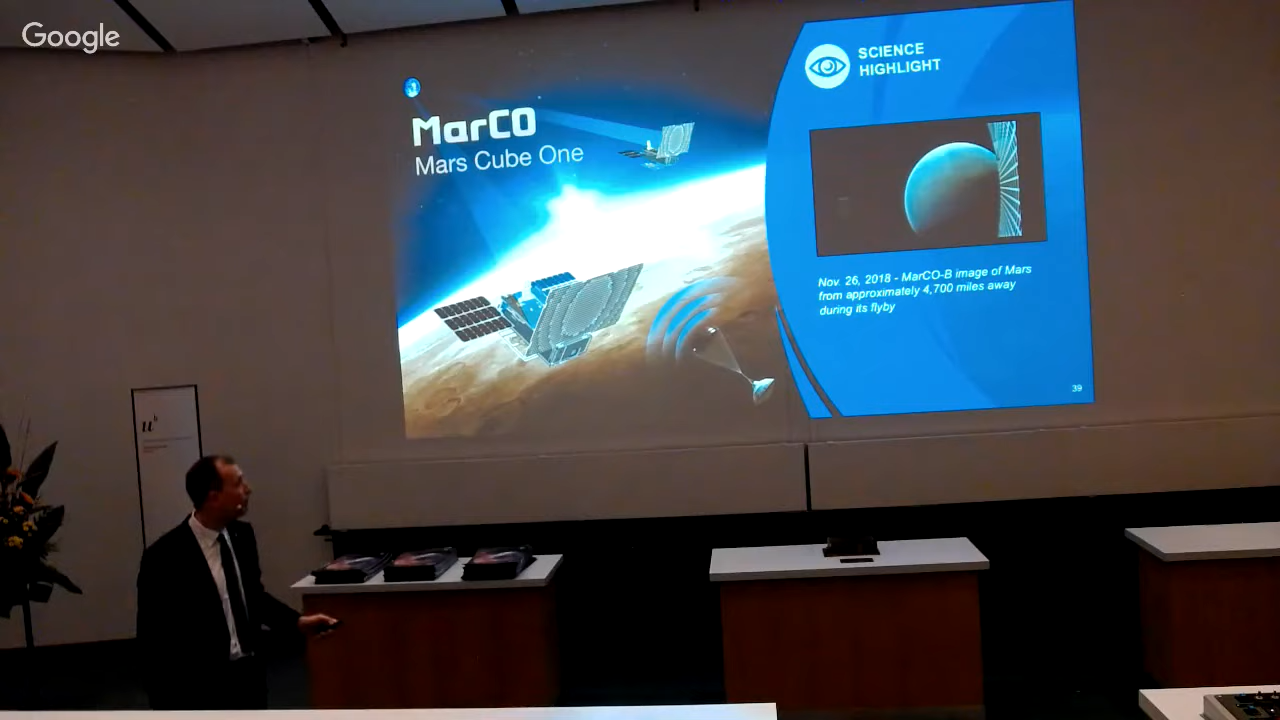 Google
MarCO
Mars Cube One
SCIENCE
HIGHLIGHT
Nov. 26, 2018 - MarCO-B image of Mars
from approximately 4,700 miles away
during its flyby
39
u
b